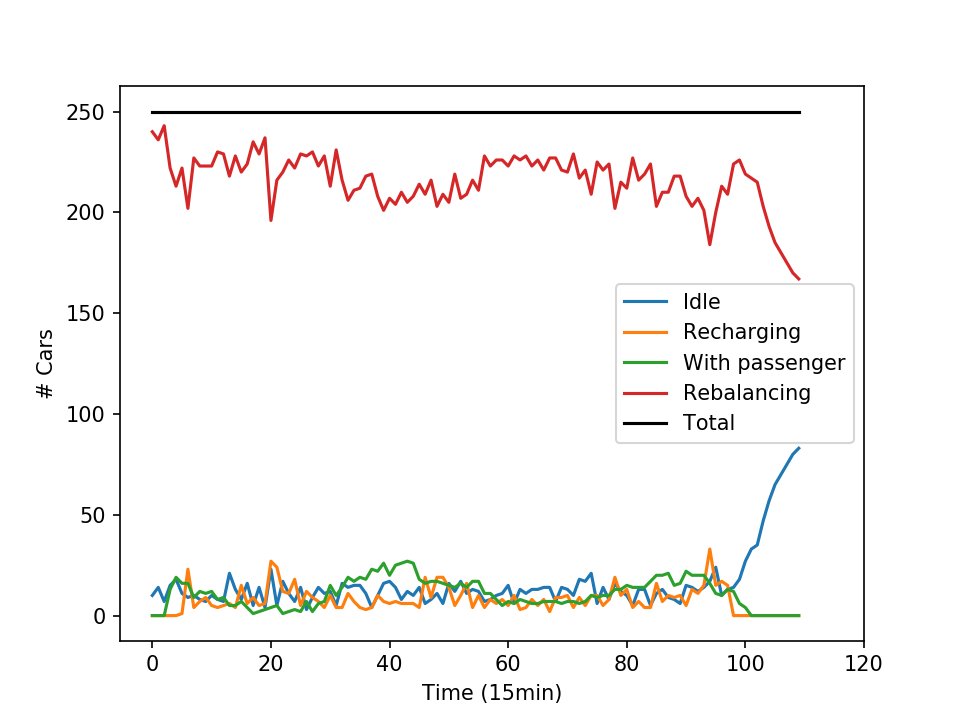 250
200
150
100
50
0
# Cars
0 20 40 60 80 100 120
Time (15min)
Idle
Recharging
With passenger
Rebalancing
Total